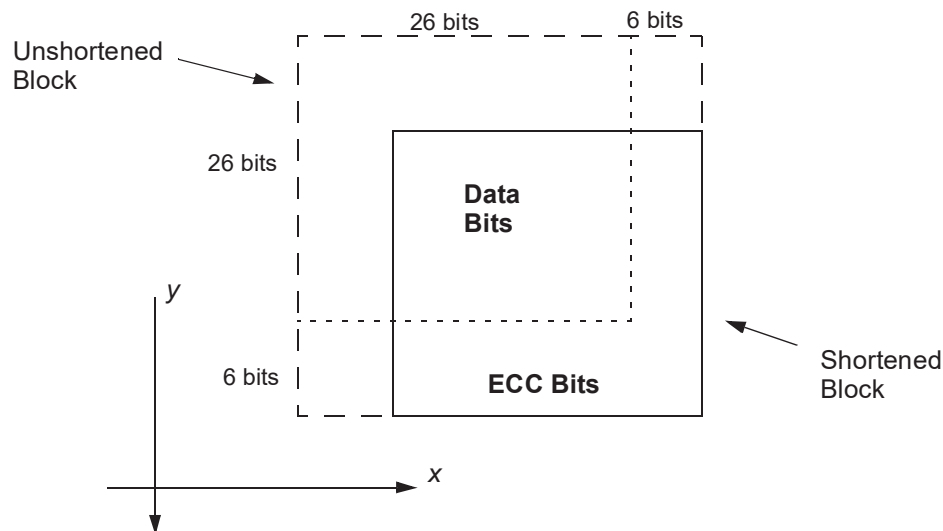 26 bits
6 bits
Unshortened
Block
26 bits
Data
Bits
y
6 bits
ECC Bits
Shortened
Block
x